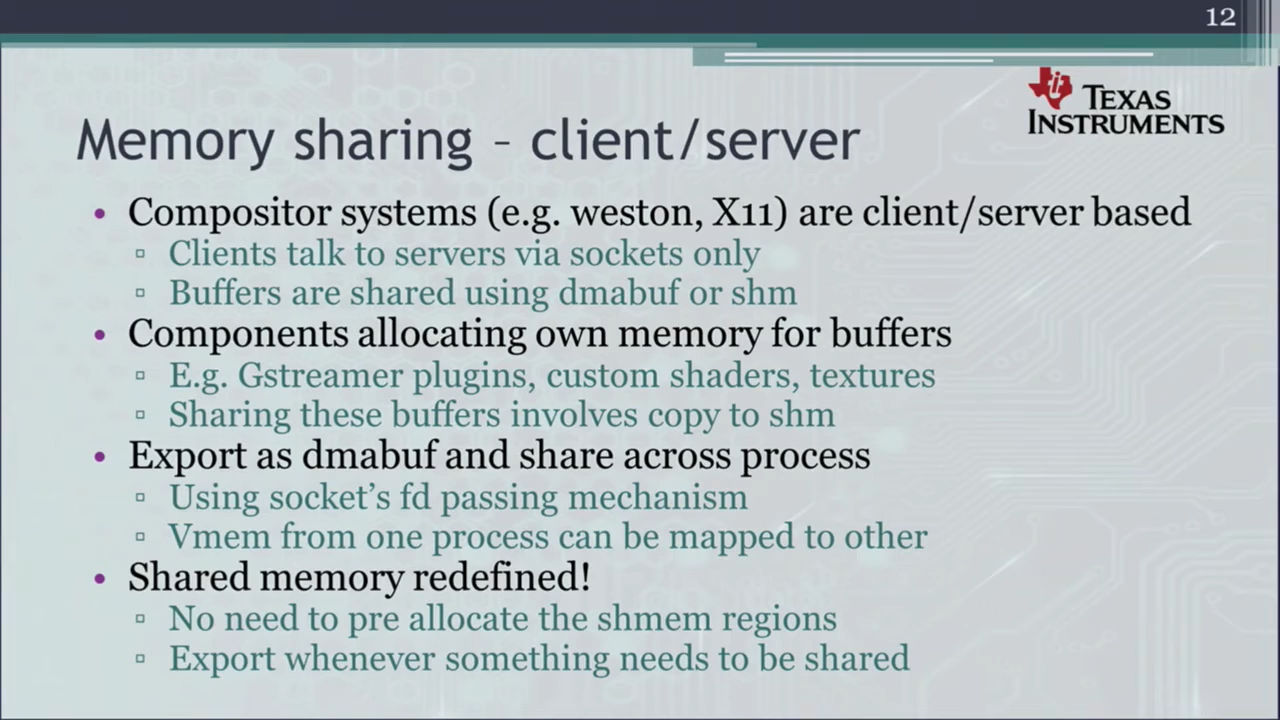 12
TEXAS
INSTRUMENTS
Memory sharing – client/server
• Compositor systems (e.g. weston, X11) are client/server based
▫ Clients talk to servers via sockets only
▫ Buffers are shared using dmabuf or shm
• Components allocating own memory for buffers
▫ E.g. Gstreamer plugins, custom shaders, textures
▫ Sharing these buffers involves copy to shm
• Export as dmabuf and share across process
▫ Using socket’s fd passing mechanism
▫ Vmem from one process can be mapped to other
• Shared memory redefined!
▫ No need to pre allocate the shmem regions
▫ Export whenever something needs to be shared